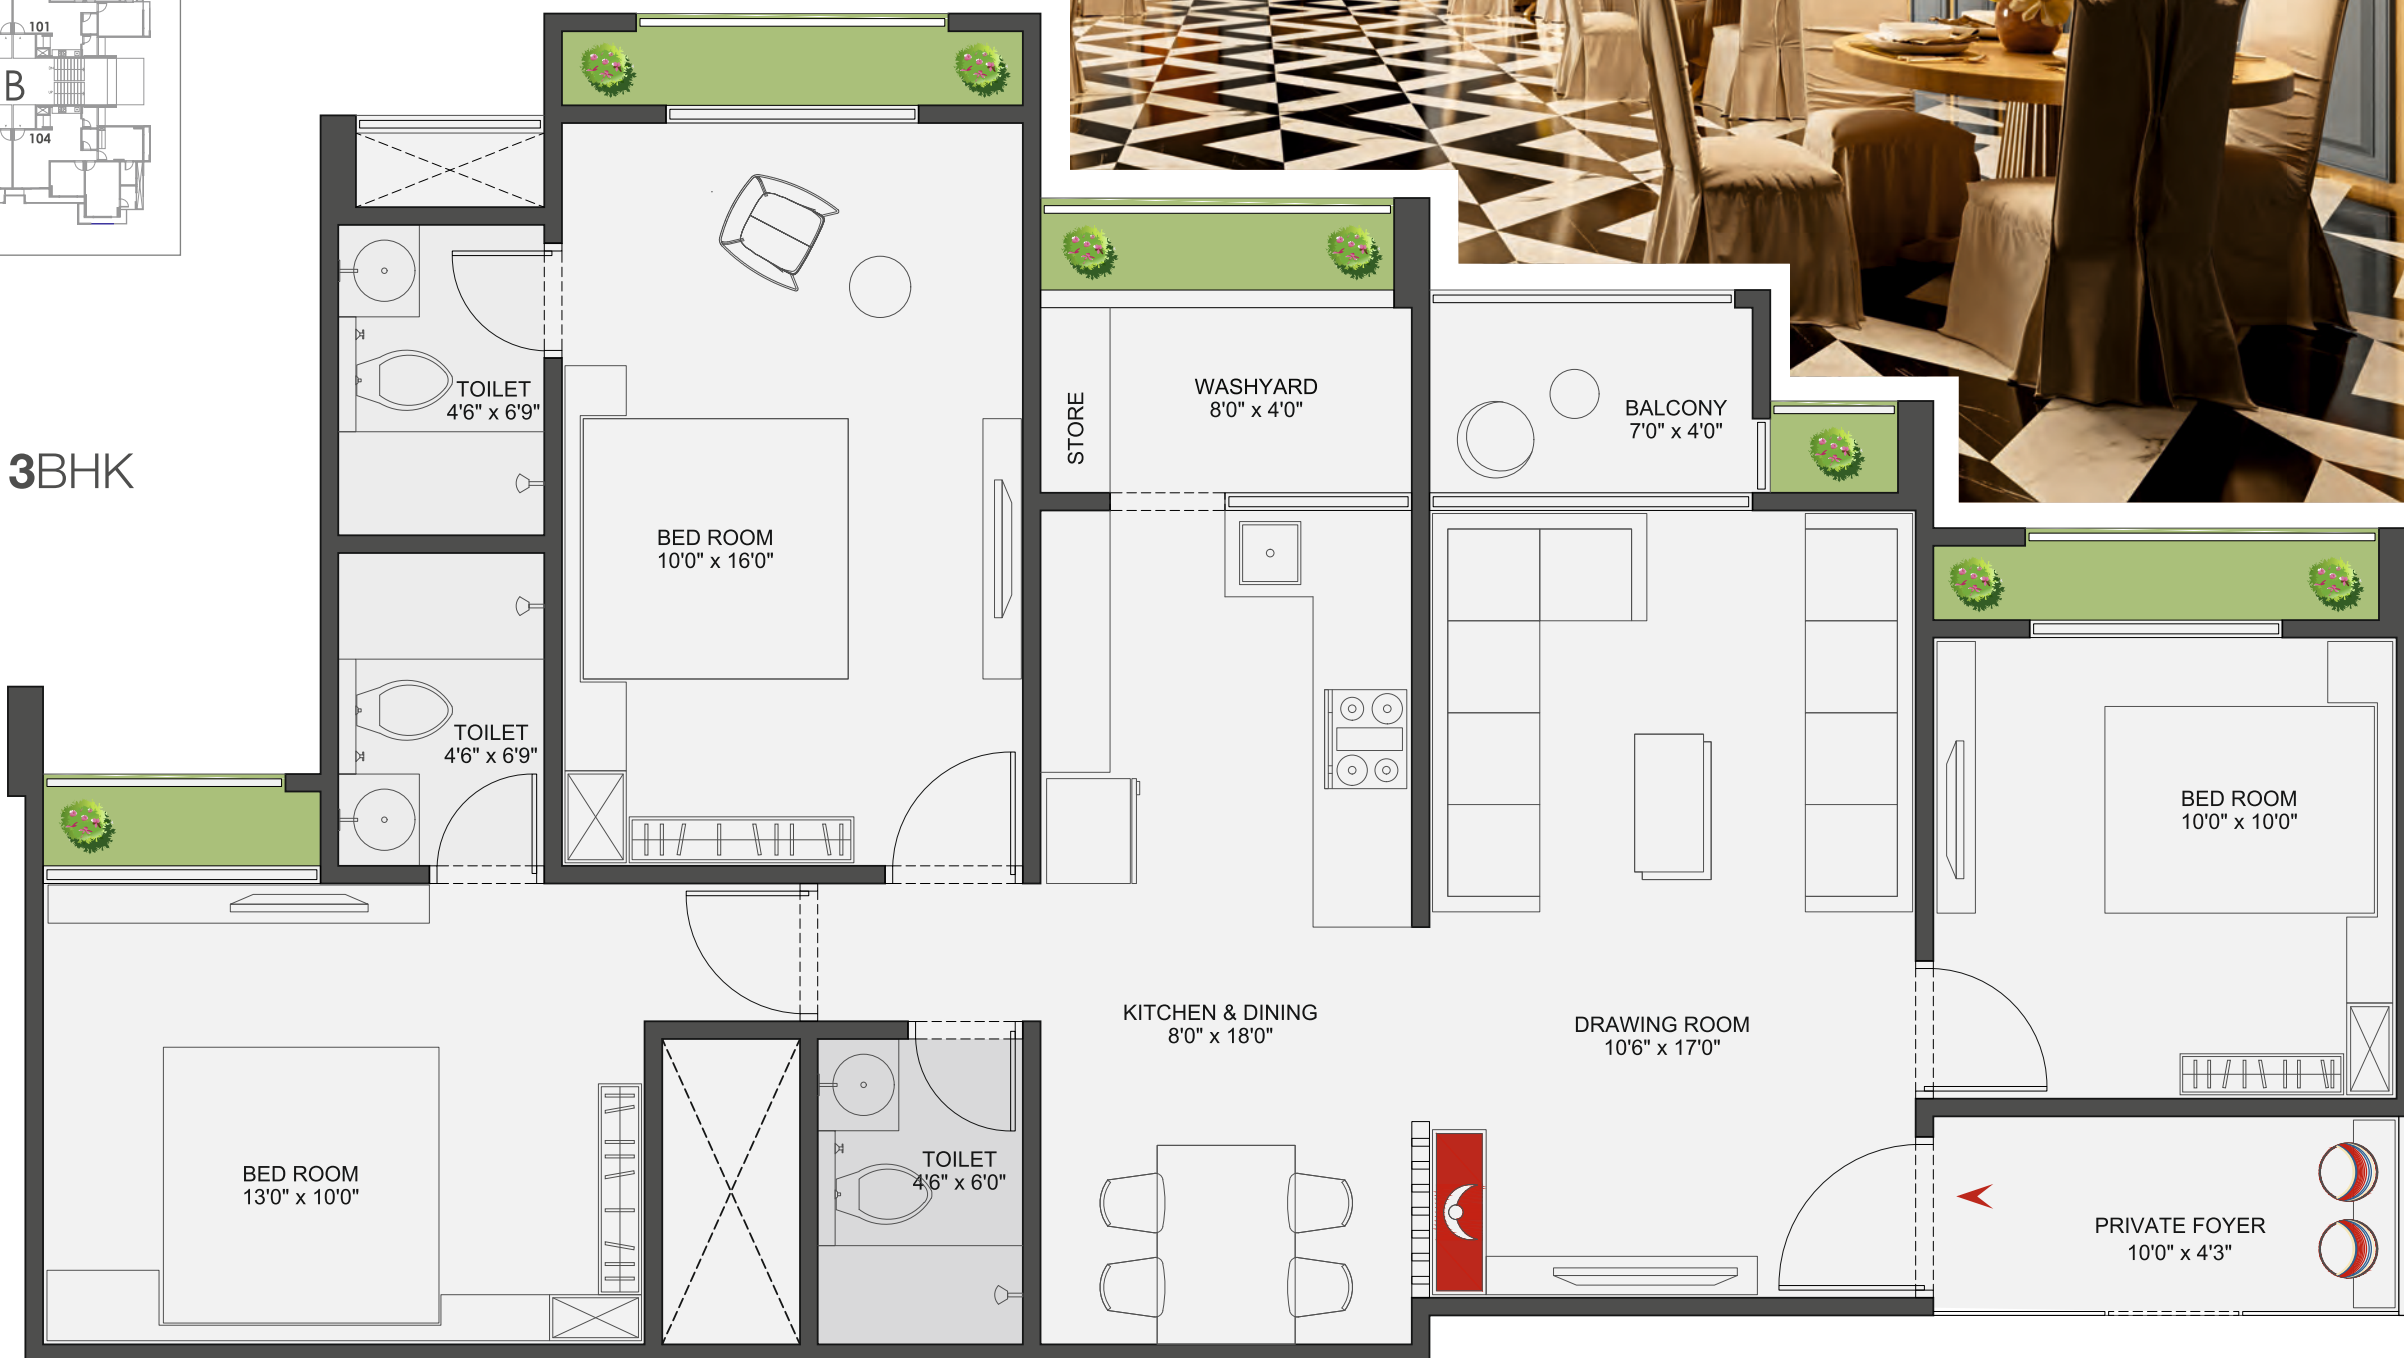 101
B
104
3BHK
TOILET
4'6" x 6'9"
BED ROOM
10'0" x 16'0"
STORE
WASHYARD
8'0" x 4'0"
BALCONY
7'0" x 4'0"
TOILET
4'6" x 6'9"
BED ROOM
10'0" x 10'0"
KITCHEN & DINING
8'0" x 18'0"
DRAWING ROOM
10'6" x 17'0"
BED ROOM
13'0" x 10'0"
TOILET
4'6" x 6'0"
PRIVATE FOYER
10'0" x 4'3"